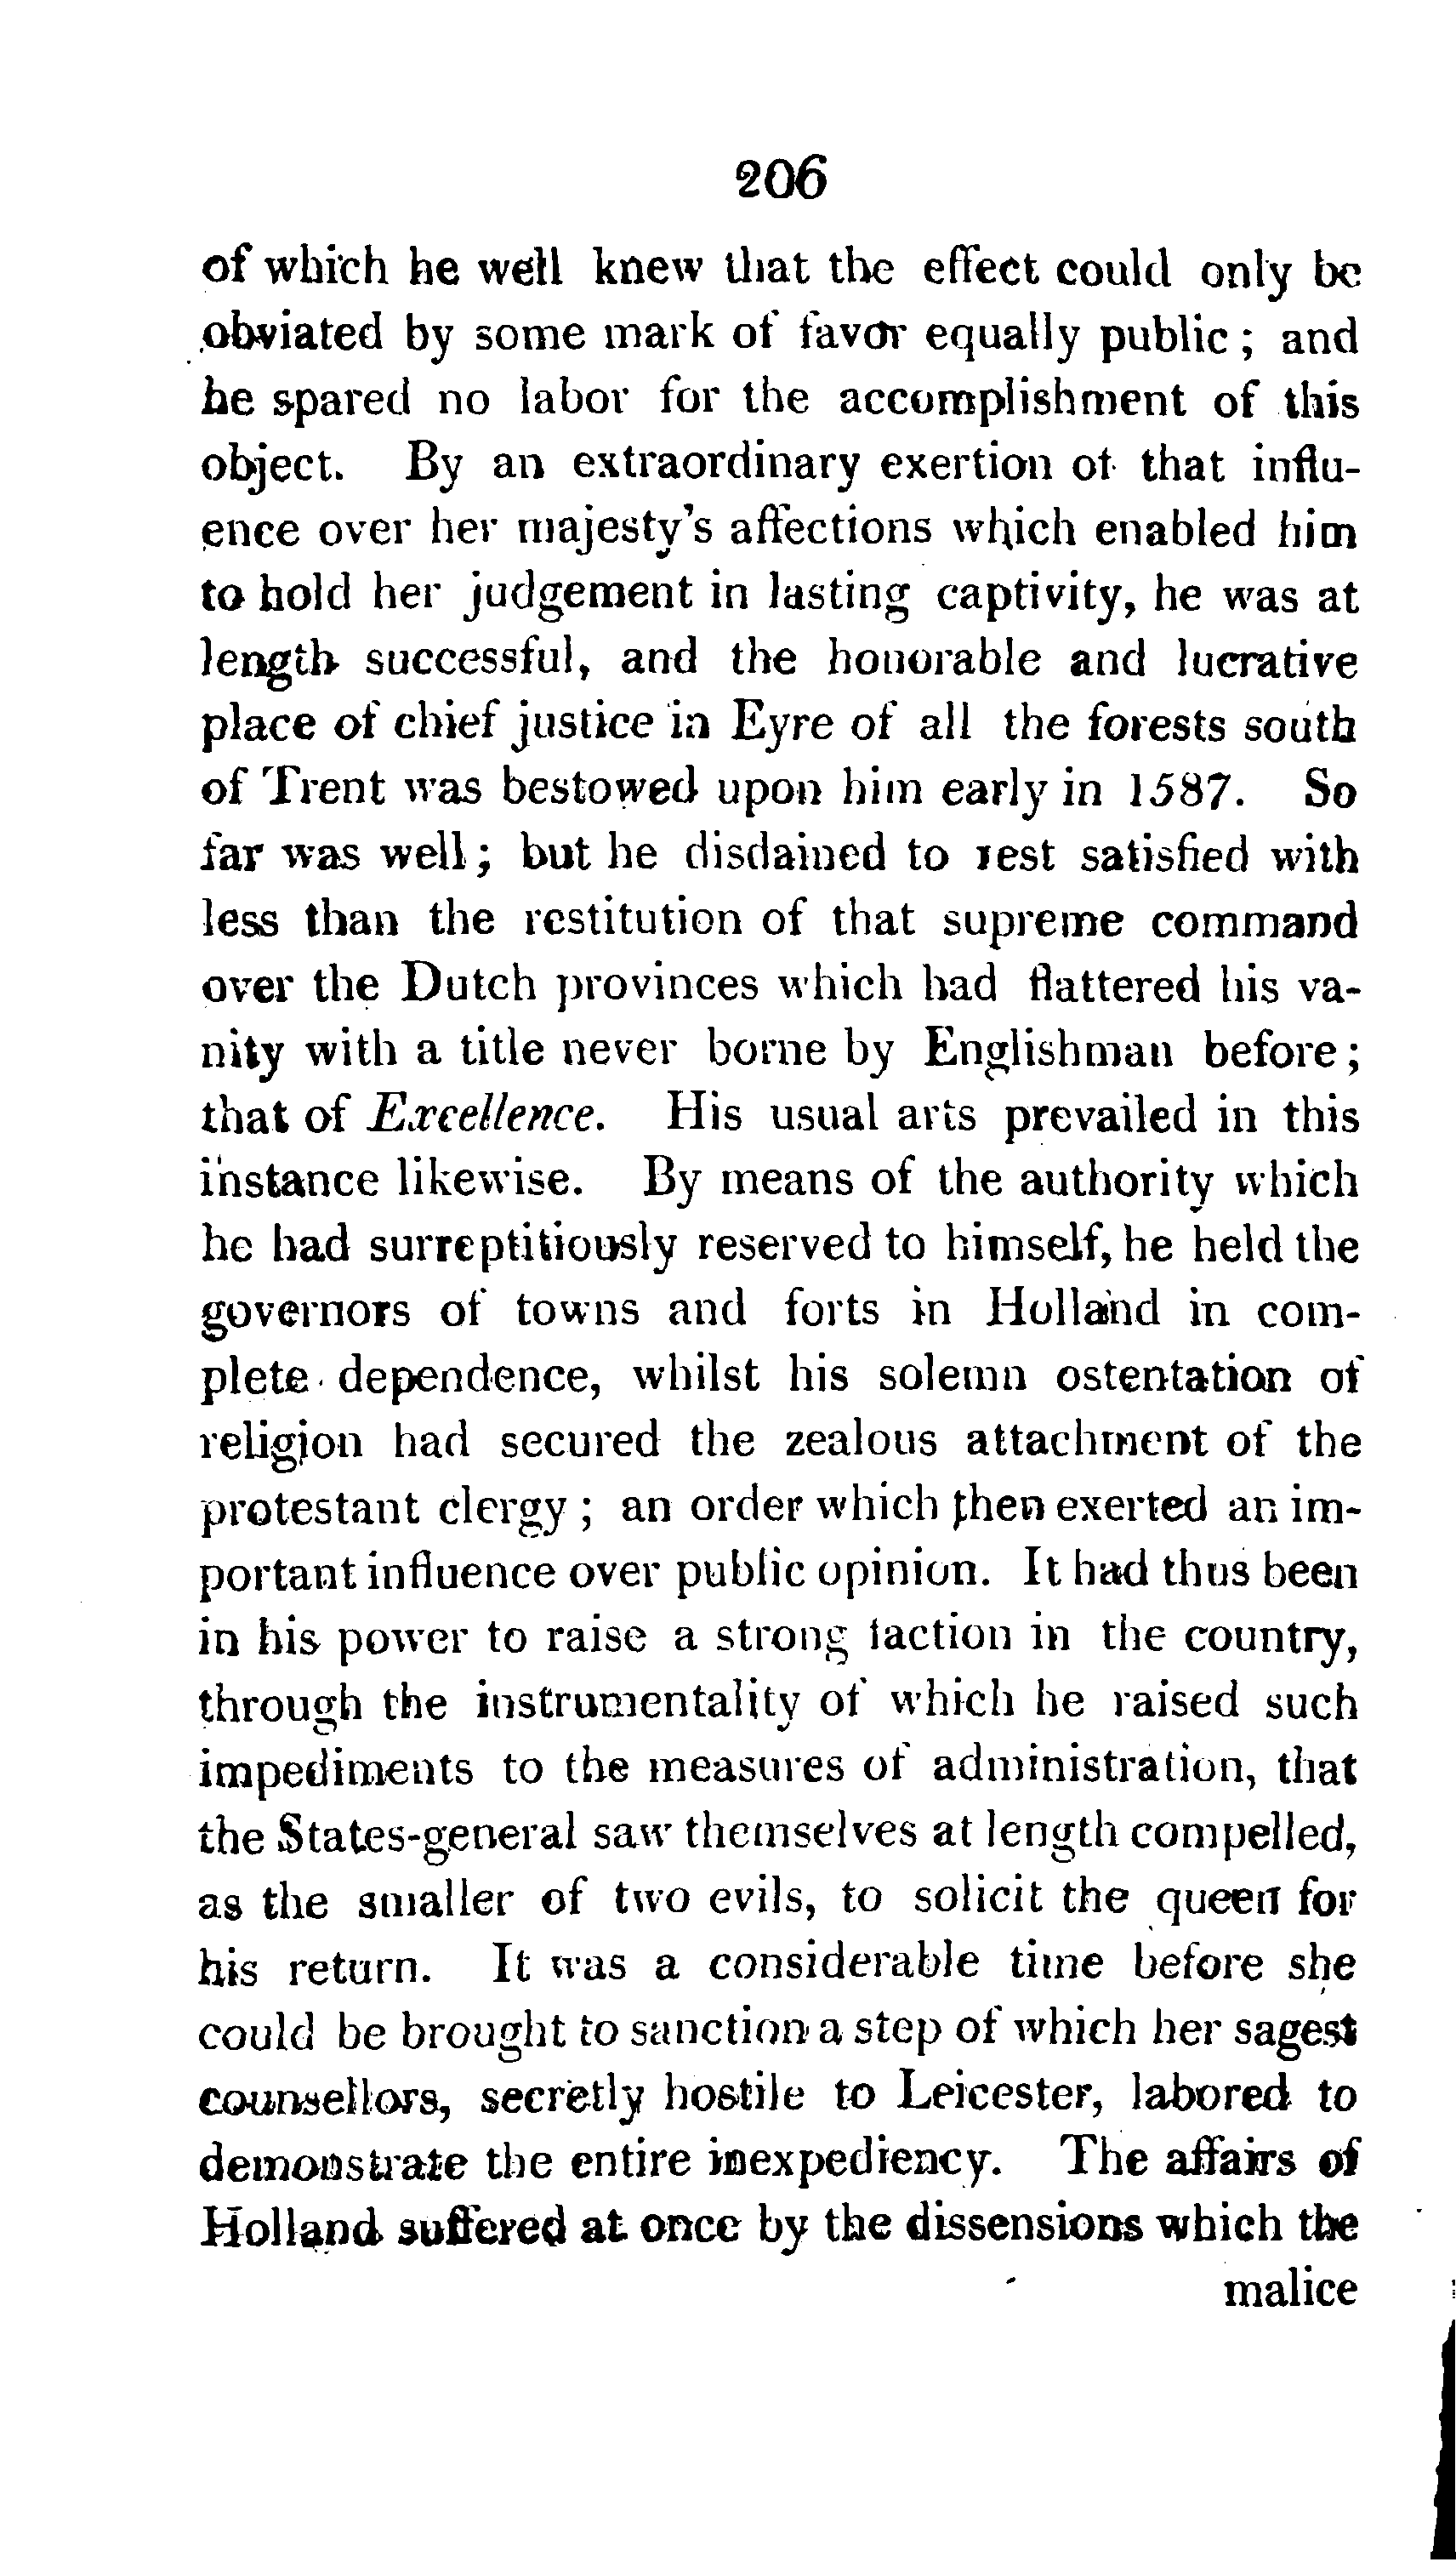 206
of which he well knew that the effect could only be
obviated by some mark of favor equally public; and
he spared no labor for the accomplishment of this
object. By an extraordinary exertion of that influ-
ence over her majesty's affections which enabled him
to hold her judgement in lasting captivity, he was at
length successful, and the honorable and lucrative
place of chief justice in Eyre of all the forests south
of Trent was bestowed upon him early in 1587. So
far was well; but he disdained to rest satisfied with
less than the restitution of that supreme command
over the Dutch provinces which had flattered his va-
nity with a title never borne by Englishman before;
that of Excellence. His usual arts prevailed in this
instance likewise. By means of the authority which
he had surreptitiously reserved to himself, he held the
governors of towns and forts in Holland in com-
plete dependence, whilst his solemn ostentation of
religion had secured the zealous attachment of the
protestant clergy; an order which then exerted an im-
portant influence over public opinion. It had thus been
in his power to raise a strong faction in the country,
through the instrumentality of which he raised such
impediments to the measures of administration, that
the States-general saw themselves at length compelled,
as the smaller of two evils, to solicit the queen for
his return. It was a considerable time before she
could be brought to sanction a step of which her sagest
counsellors, secretly hostile to Leicester, labored to
demonstrate the entire inexpediency. The affairs of
Holland suffered at once by the dissensions which the
malice